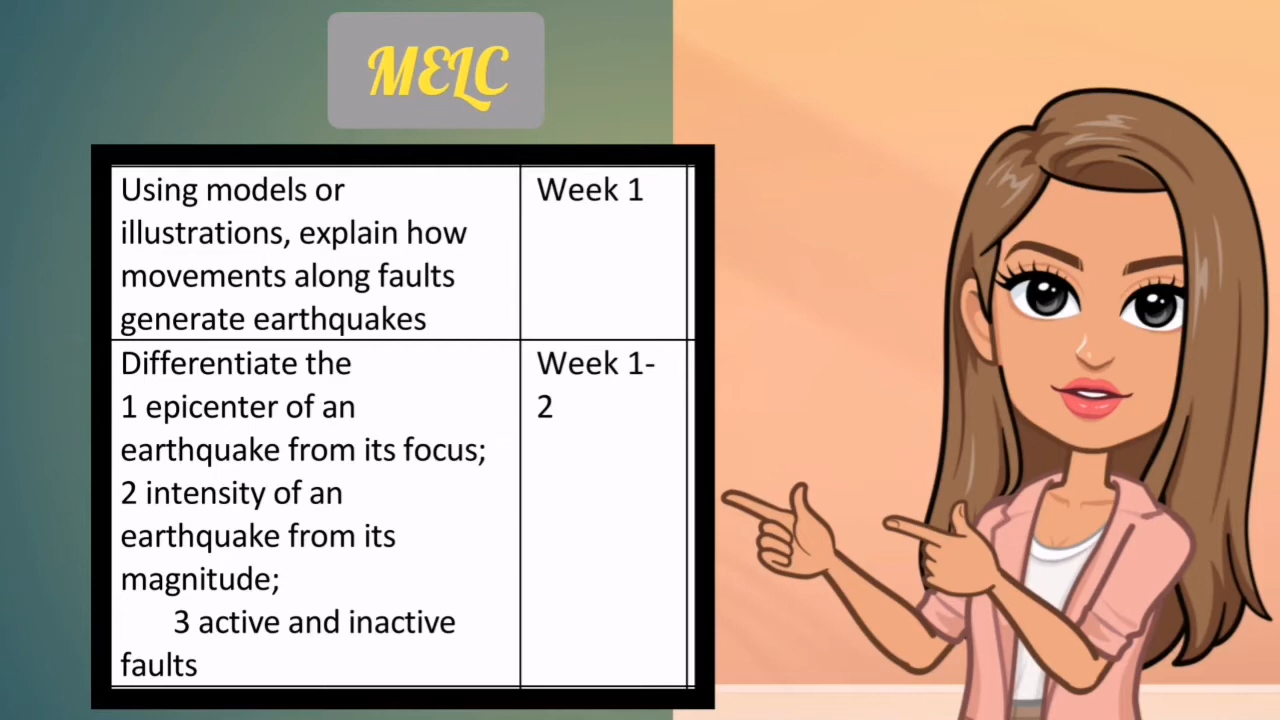 MELC
Using models or
illustrations, explain how
movements along faults
generate earthquakes
Week 1
Differentiate the
1 epicenter of an
earthquake from its focus;
2 intensity of an
earthquake from its
magnitude;
3 active and inactive
faults
Week 1-
2